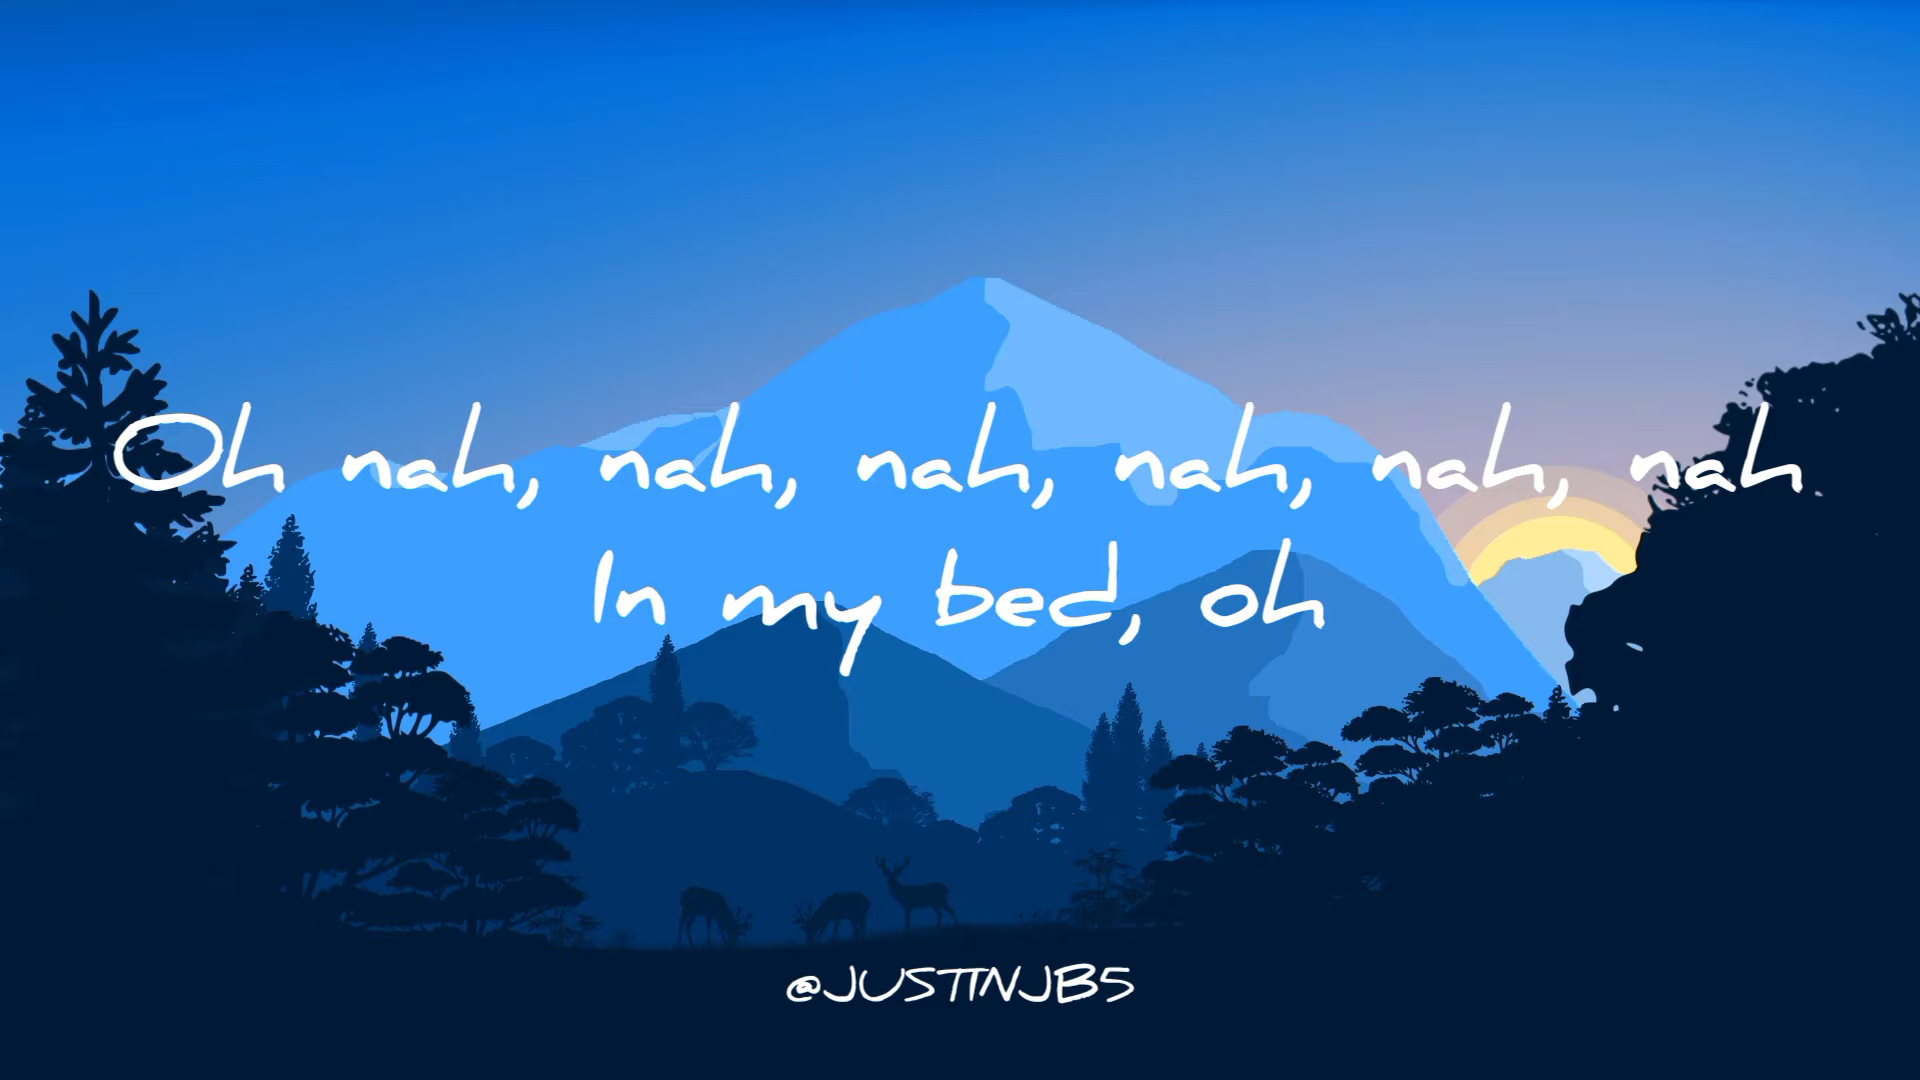 Oh nah, nah, nah, nah, nah, nah
In my bed, oh
@JUSTINJB5